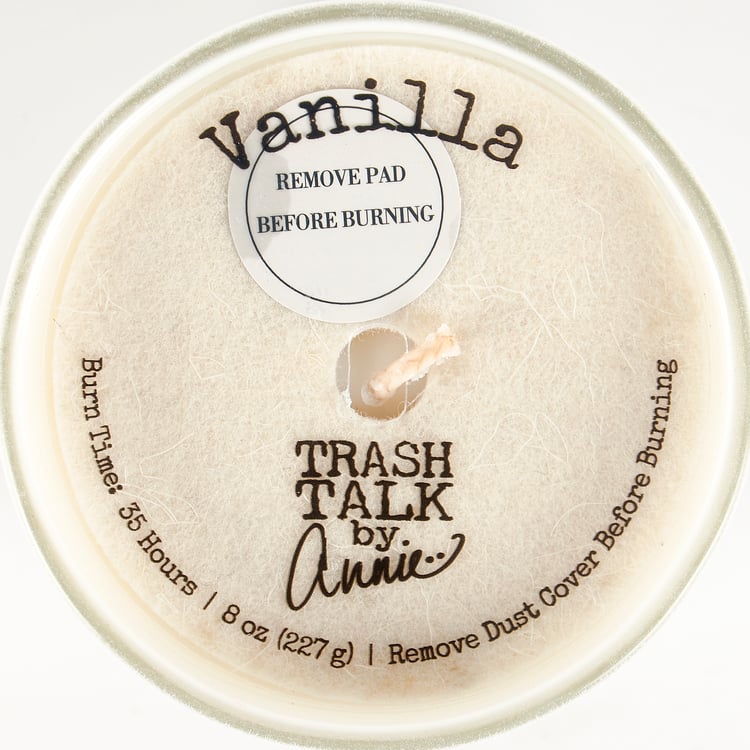 Vanilla
REMOVE PAD
BEFORE BURNING
TRASH
TALK
by
Annie..
Burn Time: 35 Hours | 8 oz (227 g) | Remove Dust Cover Before Burning